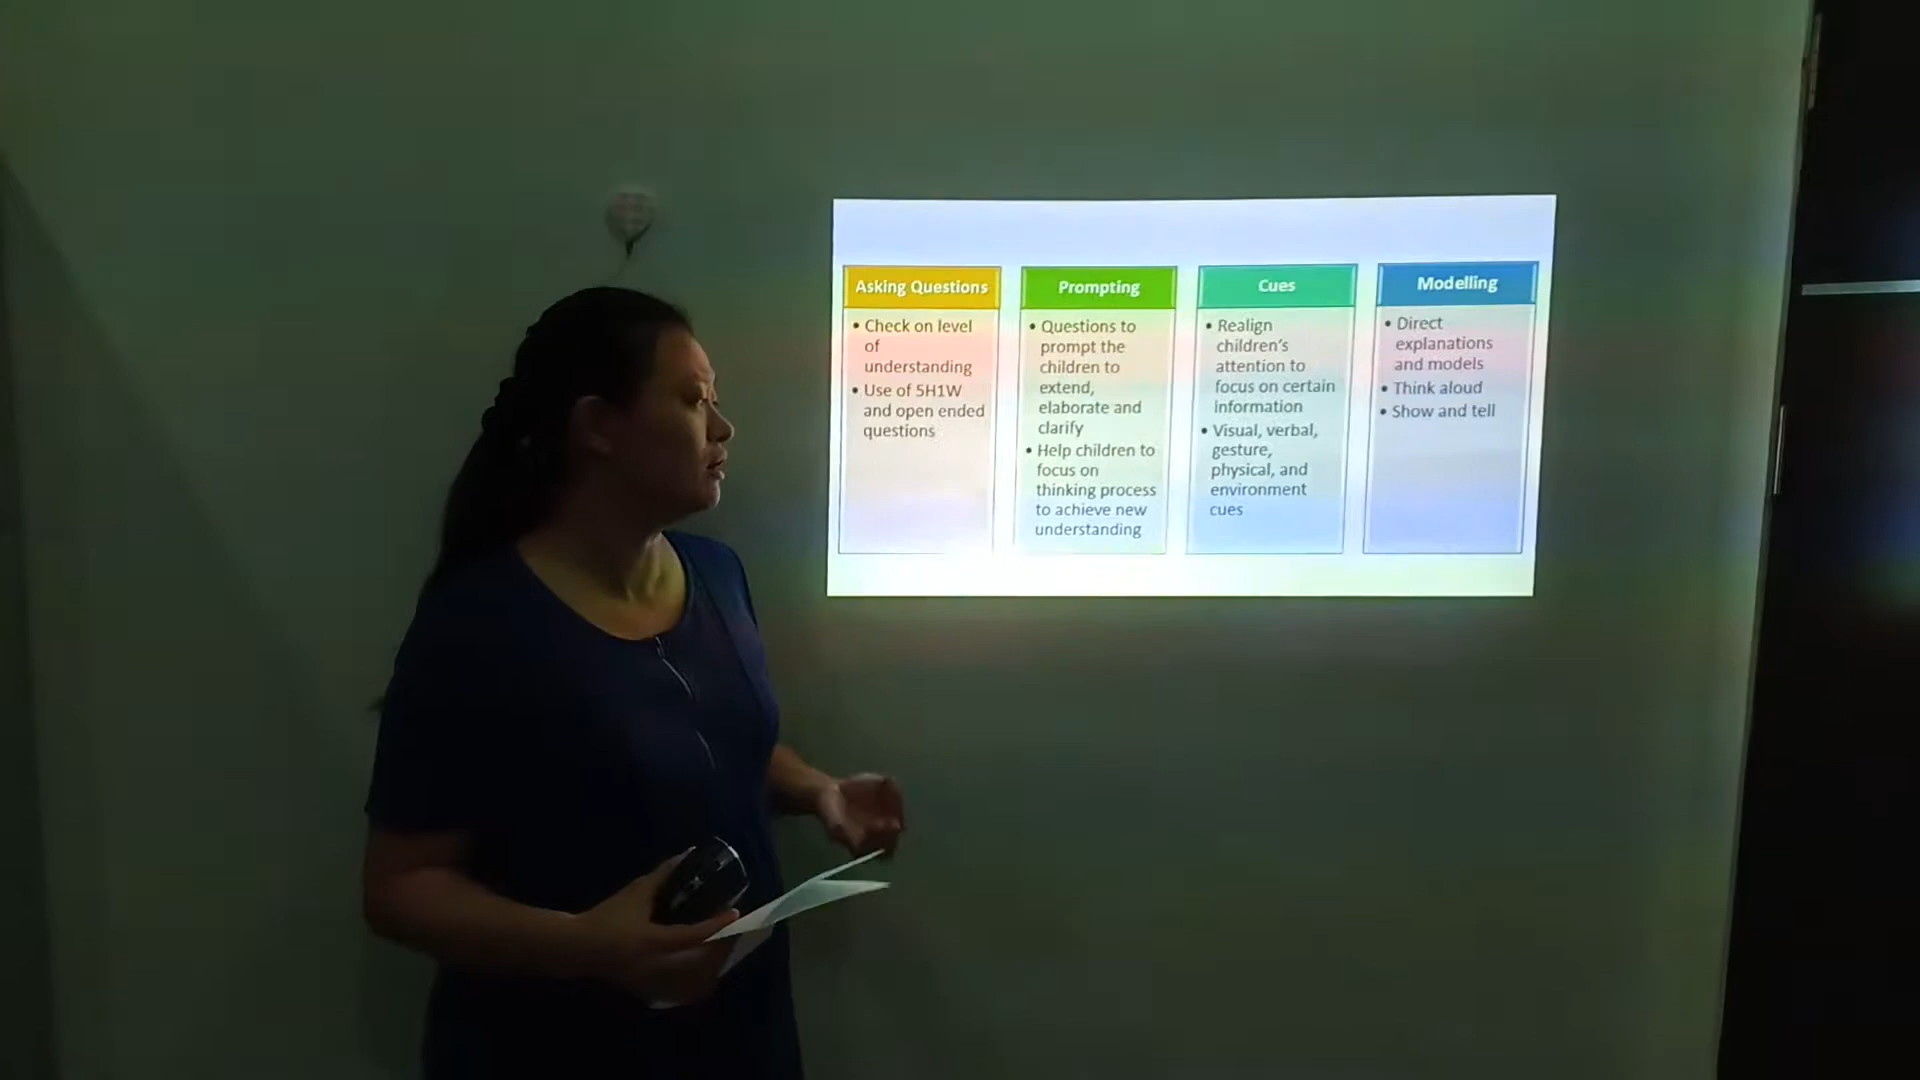 Asking Questions
• Check on level
of
understanding
• Use of 5H1W
and open ended
questions
Prompting
• Questions to
prompt the
children to
extend,
elaborate and
clarify
• Help children to
focus on
thinking process
to achieve new
understanding
Cues
• Realign
children's
attention to
focus on certain
information
• Visual, verbal,
gesture,
physical, and
environment
cues
Modelling
• Direct
explanations
and models
• Think aloud
• Show and tell